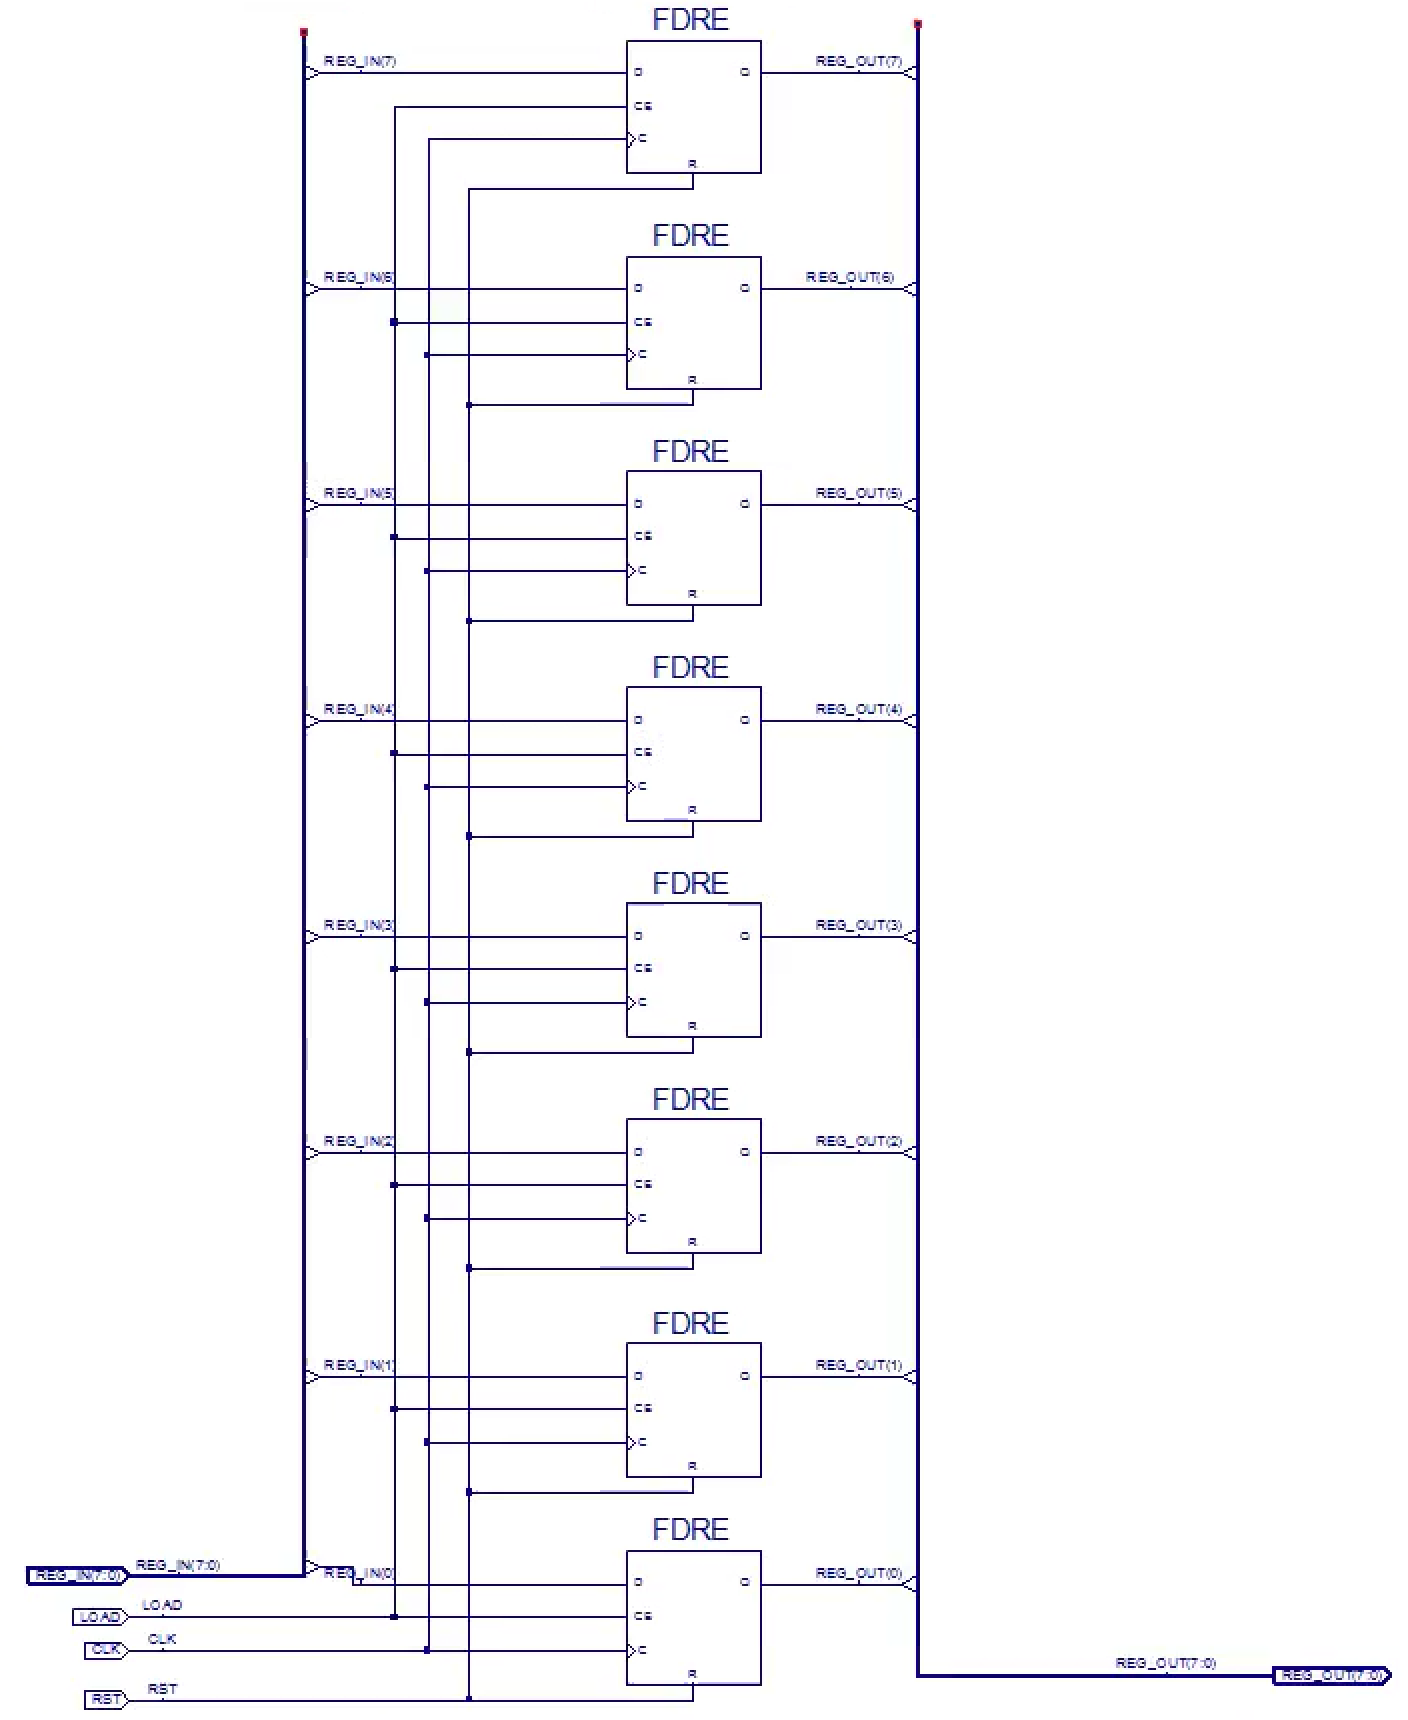 FDRE
REG_IN(7) D Q REG_OUT(7)
CE
C
R
FDRE
REG_IN(6) D Q REG_OUT(6)
CE
C
R
FDRE
REG_IN(5) D Q REG_OUT(5)
CE
C
R
FDRE
REG_IN(4) D Q REG_OUT(4)
CE
C
R
FDRE
REG_IN(3) D Q REG_OUT(3)
CE
C
R
FDRE
REG_IN(2) D Q REG_OUT(2)
CE
C
R
FDRE
REG_IN(1) D Q REG_OUT(1)
CE
C
R
FDRE
REG_IN(7:0) REG_IN(7:0) REG_IN(0) D Q REG_OUT(0)
LOAD LOAD CE
CLK CLK C
RST RST R
REG_OUT(7:0) REG_OUT(7:0)